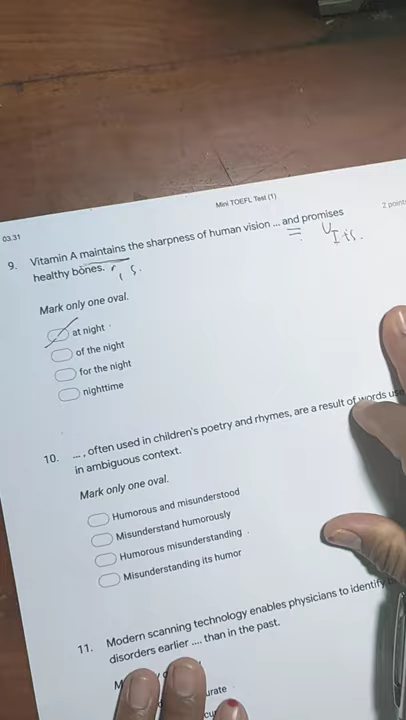 03.31
Mini TOEFL Test (1)
9. Vitamin A maintains the sharpness of human vision ... and promises
healthy bones.
2 points
Mark only one oval.
at night
of the night
for the night
nighttime
10. ... , often used in children's poetry and rhymes, are a result of words
in ambiguous context.
Mark only one oval.
Humorous and misunderstood
Misunderstand humorously
Humorous misunderstanding
Misunderstanding its humor
11. Modern scanning technology enables physicians to identify
disorders earlier .... than in the past.